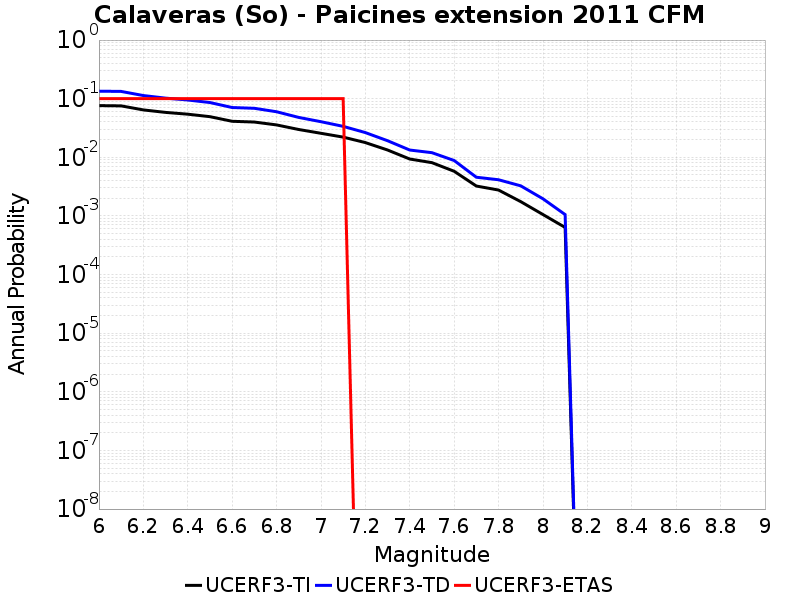 Calaveras (So) - Paicines extension 2011 CFM
10^0
10^-1
10^-2
10^-3
10^-4
10^-5
10^-6
10^-7
10^-8
Annual Probability
6 6.2 6.4 6.6 6.8 7 7.2 7.4 7.6 7.8 8 8.2 8.4 8.6 8.8 9
Magnitude
UCERF3-TI UCERF3-TD UCERF3-ETAS